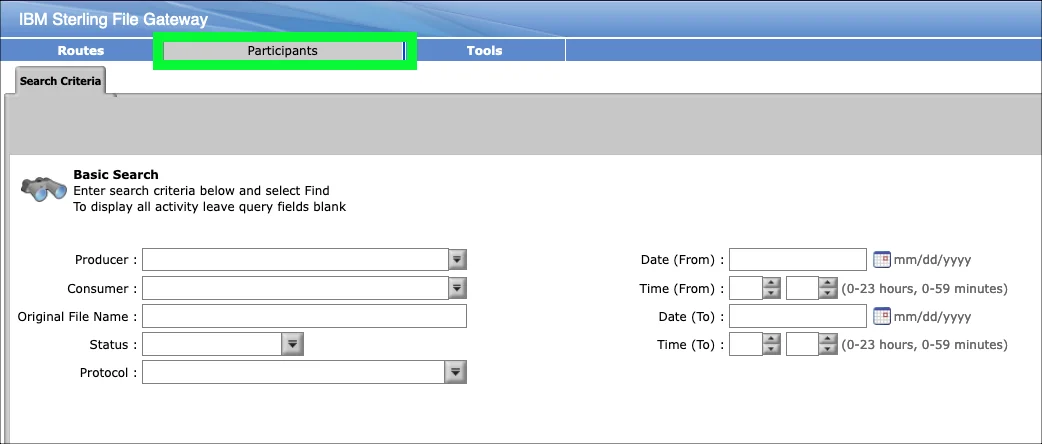 IBM Sterling File Gateway
Routes Participants Tools
Search Criteria
Basic Search
Enter search criteria below and select Find
To display all activity leave query fields blank
Producer :
Consumer :
Original File Name :
Status :
Protocol :
Date (From) : mm/dd/yyyy
Time (From) : (0-23 hours, 0-59 minutes)
Date (To) : mm/dd/yyyy
Time (To) : (0-23 hours, 0-59 minutes)